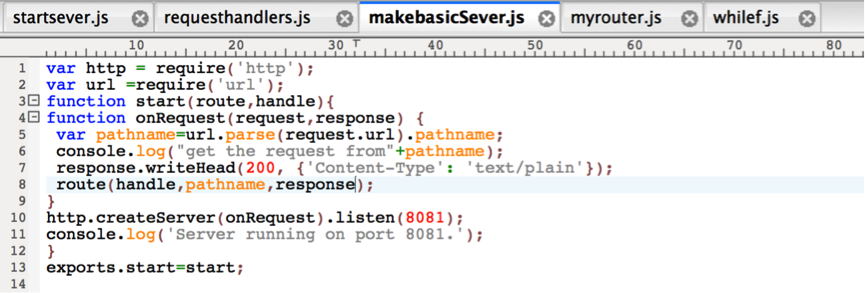 startsever.js requesthandlers.js makebasicSever.js myrouter.js whilef.js
10 20 30 40 50 60 70 80
1 var http = require('http');
2 var url =require('url');
3 function start(route,handle){
4 function onRequest(request,response) {
5 var pathname=url.parse(request.url).pathname;
6 console.log("get the request from"+pathname);
7 response.writeHead(200, {'Content-Type': 'text/plain'});
8 route(handle,pathname,response);
9 }
10 http.createServer(onRequest).listen(8081);
11 console.log('Server running on port 8081.');
12 }
13 exports.start=start;
14